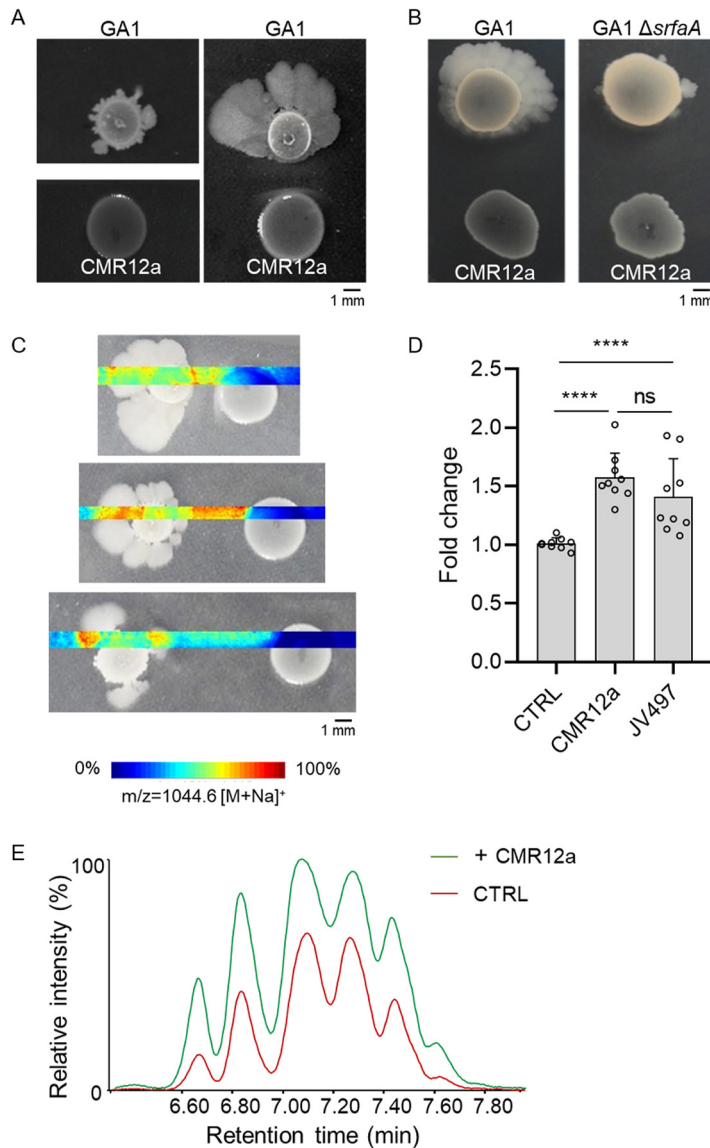 A
GA1
GA1
CMR12a
CMR12a
1 mm
B
GA1
GA1 ΔsrfaA
CMR12a
CMR12a
1 mm
C
1 mm
0%
100%
m/z=1044.6 [M+Na]⁺
D
****
****
ns
Fold change
2.5
2.0
1.5
1.0
0.5
0.0
CTRL
CMR12a
JV497
E
+ CMR12a
CTRL
Relative intensity (%)
100
0
6.60 6.80 7.00 7.20 7.40 7.60 7.80
Retention time (min)